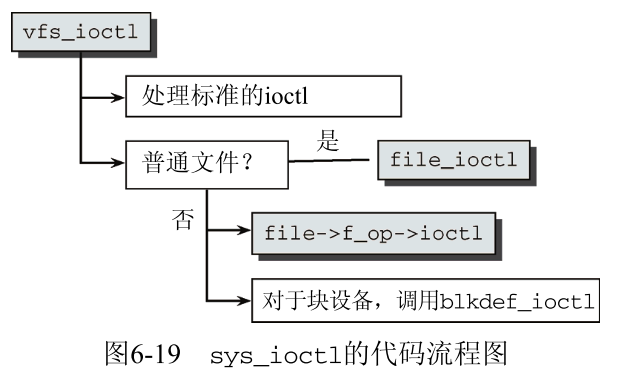 vfs_ioctl
处理标准的ioctl
普通文件？
是
file_ioctl
否
file->f_op->ioctl
对于块设备，调用blkdef_ioctl
图6-19 sys_ioctl的代码流程图